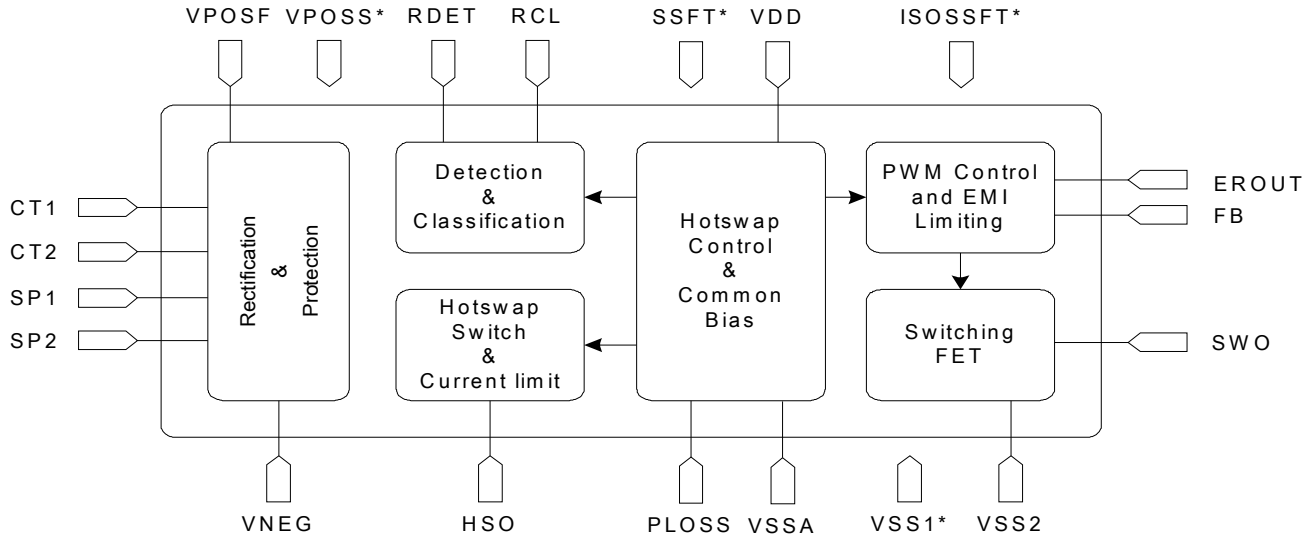 VPOSF VPOSS* RDET RCL SSFT* VDD ISOSSFT*
CT1
CT2
SP1
SP2
Rectification
&
Protection
Detection
&
Classification
Hotswap
Switch
&
Current limit
Hotswap
Control
&
Common
Bias
PWM Control
and EMI
Limiting
Switching
FET
EROUT
FB
SWO
VNEG HSO PLOSS VSSA VSS1* VSS2